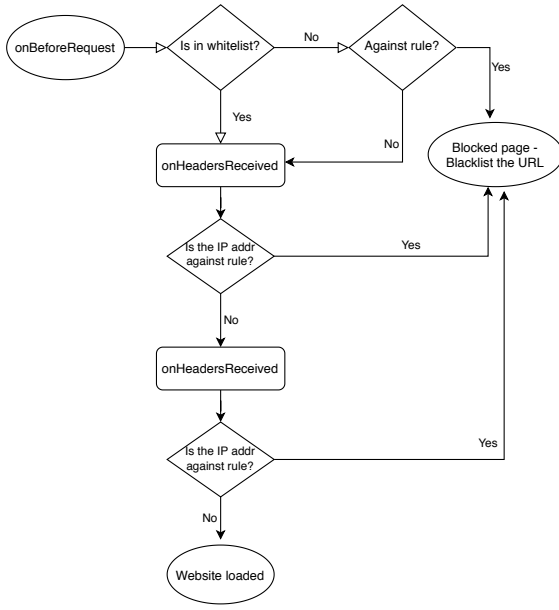 onBeforeRequest
Is in whitelist?
No
Against rule?
Yes
Yes
No
Blocked page -
Blacklist the URL
onHeadersReceived
Is the IP addr
against rule?
Yes
No
onHeadersReceived
Is the IP addr
against rule?
Yes
No
Website loaded